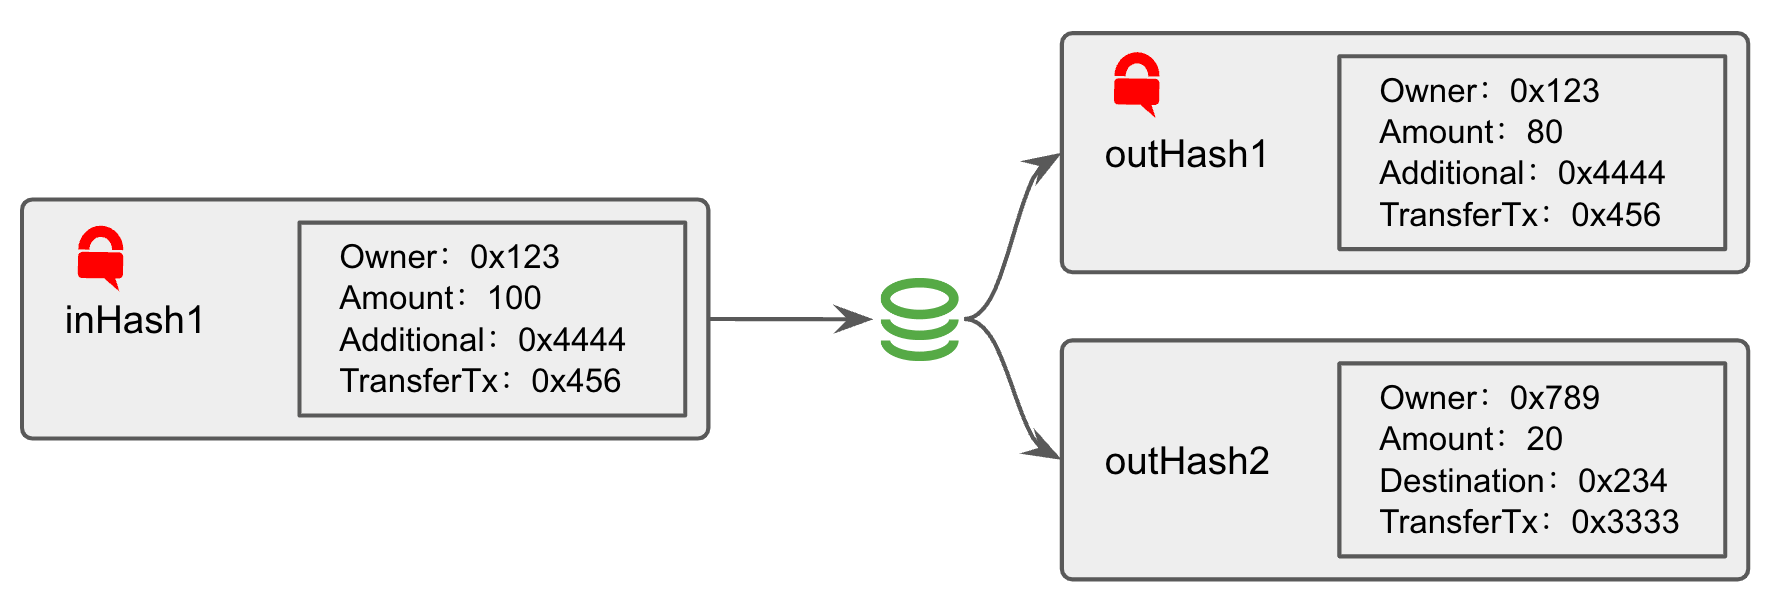 inHash1
Owner：0x123
Amount：100
Additional：0x4444
TransferTx：0x456
outHash1
Owner：0x123
Amount：80
Additional：0x4444
TransferTx：0x456
outHash2
Owner：0x789
Amount：20
Destination：0x234
TransferTx：0x3333